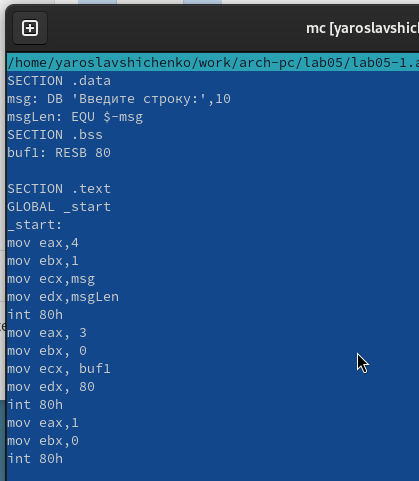 mc [yaroslavshich
/home/yaroslavshichenko/work/arch-pc/lab05/lab05-1.a
SECTION .data
msg: DB 'Введите строку:',10
msgLen: EQU $-msg
SECTION .bss
buf1: RESB 80
SECTION .text
GLOBAL _start
_start:
mov eax,4
mov ebx,1
mov ecx,msg
mov edx,msgLen
int 80h
mov eax, 3
mov ebx, 0
mov ecx, buf1
mov edx, 80
int 80h
mov eax,1
mov ebx,0
int 80h